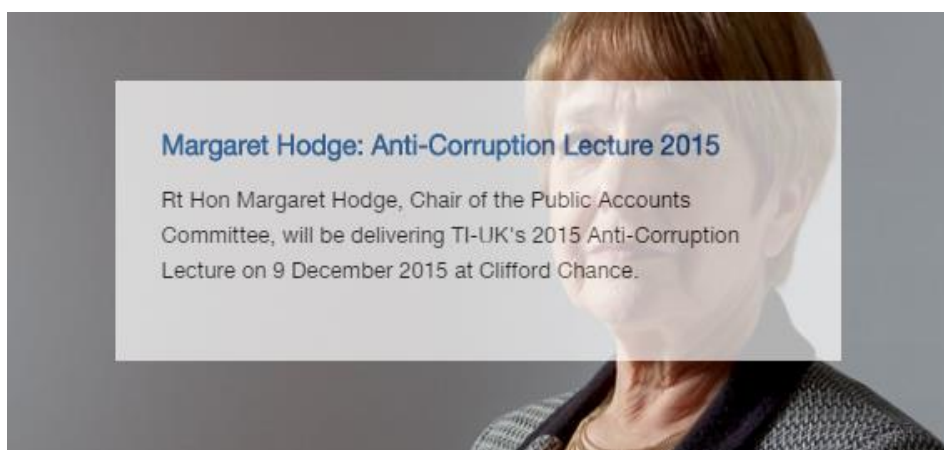 Margaret Hodge: Anti-Corruption Lecture 2015
Rt Hon Margaret Hodge, Chair of the Public Accounts
Committee, will be delivering TI-UK's 2015 Anti-Corruption
Lecture on 9 December 2015 at Clifford Chance.